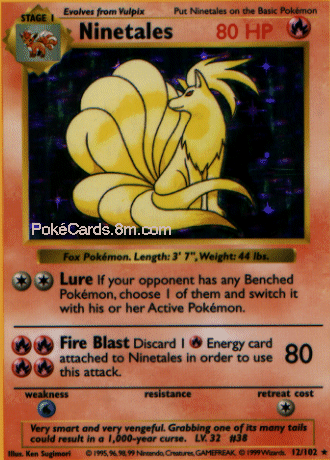 STAGE 1
Evolves from Vulpix
Put Ninetales on the Basic Pokémon
Ninetales 80 HP
PokéCards.8m.com
Fox Pokémon. Length: 3' 7", Weight: 44 lbs.
Lure If your opponent has any Benched
Pokémon, choose 1 of them and switch it
with his or her Active Pokémon.
Fire Blast Discard 1 Energy card
attached to Ninetales in order to use
this attack.
80
weakness
resistance
retreat cost
Very smart and very vengeful. Grabbing one of its many tails
could result in a 1,000-year curse. LV. 32 #38
Illus. Ken Sugimori
© 1995, 96, 98, 99 Nintendo, Creatures, GAMEFREAK. © 1999 Wizards.
12/102